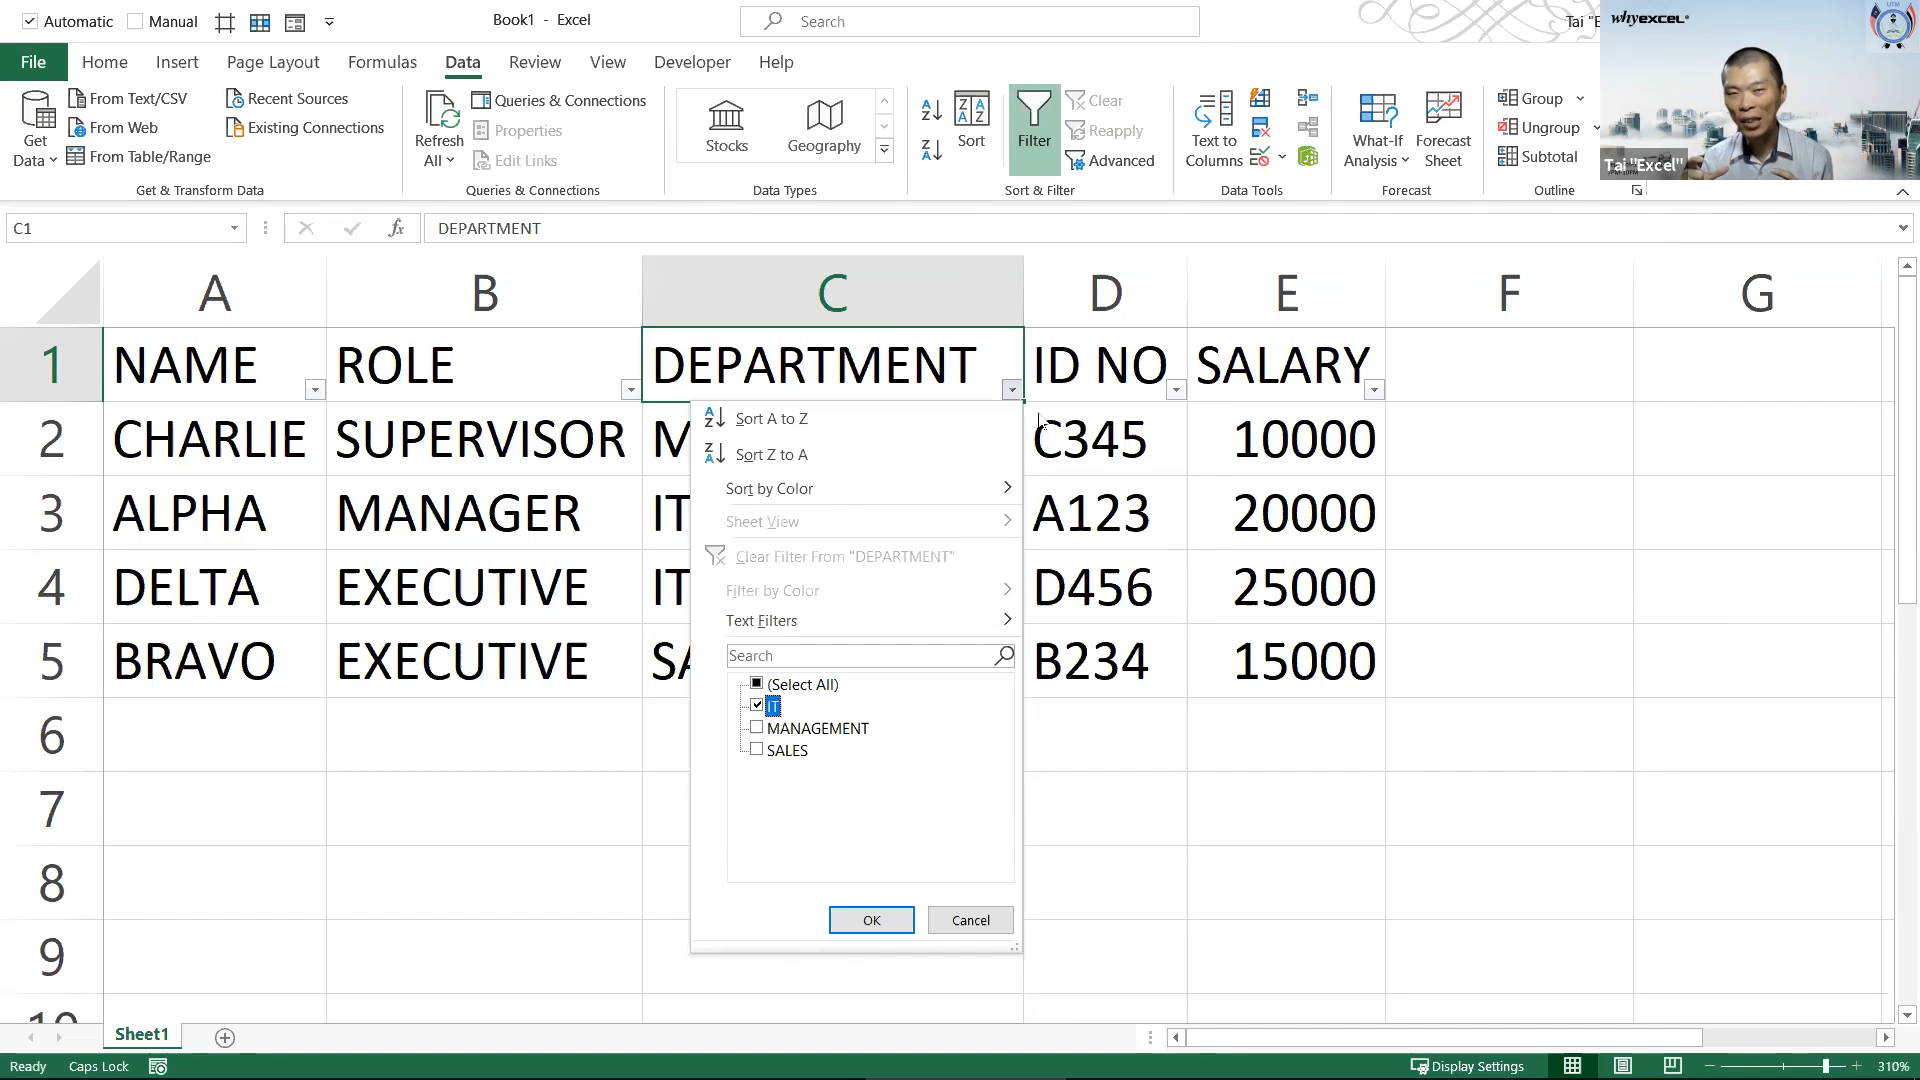 Automatic Manual Book1 - Excel Search Tai "E whyEXCEL® UTM
File Home Insert Page Layout Formulas Data Review View Developer Help
Get Data From Text/CSV Recent Sources
From Web Existing Connections
From Table/Range
Get & Transform Data
Refresh All Queries & Connections
Properties
Edit Links
Queries & Connections
Stocks Geography
Data Types
Sort Filter Clear
Reapply
Advanced
Sort & Filter
Text to Columns
Data Tools
What-If Analysis Forecast Sheet
Forecast
Group
Ungroup
Subtotal
Outline
Tai "Excel"
C1 fx DEPARTMENT
A B C D E F G
1 NAME ROLE DEPARTMENT ID NO SALARY
2 CHARLIE SUPERVISOR M C345 10000
3 ALPHA MANAGER IT A123 20000
4 DELTA EXECUTIVE IT D456 25000
5 BRAVO EXECUTIVE SA B234 15000
6
7
8
9
10
Sort A to Z
Sort Z to A
Sort by Color
Sheet View
Clear Filter From "DEPARTMENT"
Filter by Color
Text Filters
Search
(Select All)
IT
MANAGEMENT
SALES
OK Cancel
Sheet1
Ready Caps Lock Display Settings 310%